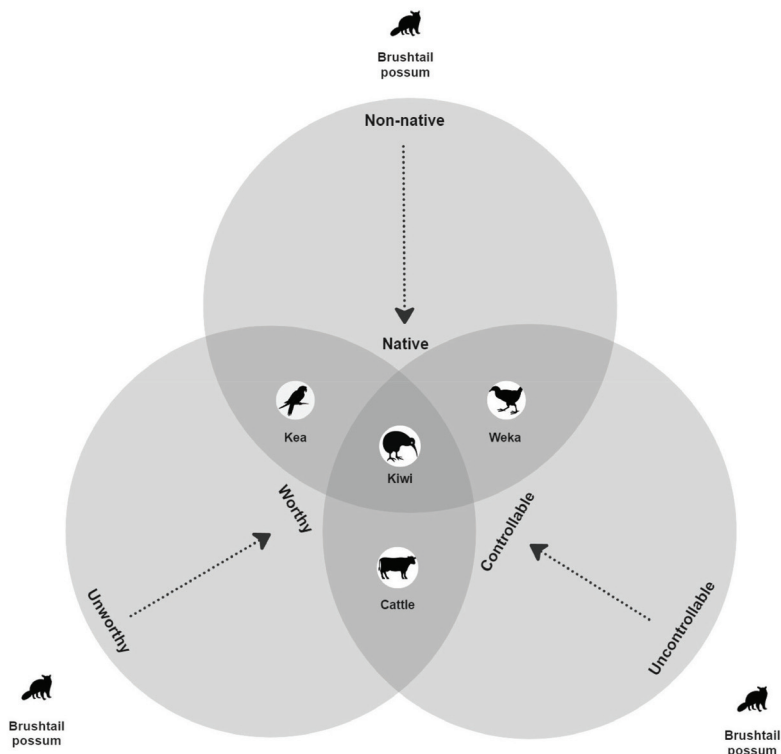 Brushtail
possum
Non-native
Native
Kea
Weka
Kiwi
Worthy
Controllable
Cattle
Unworthy
Uncontrollable
Brushtail
possum
Brushtail
possum